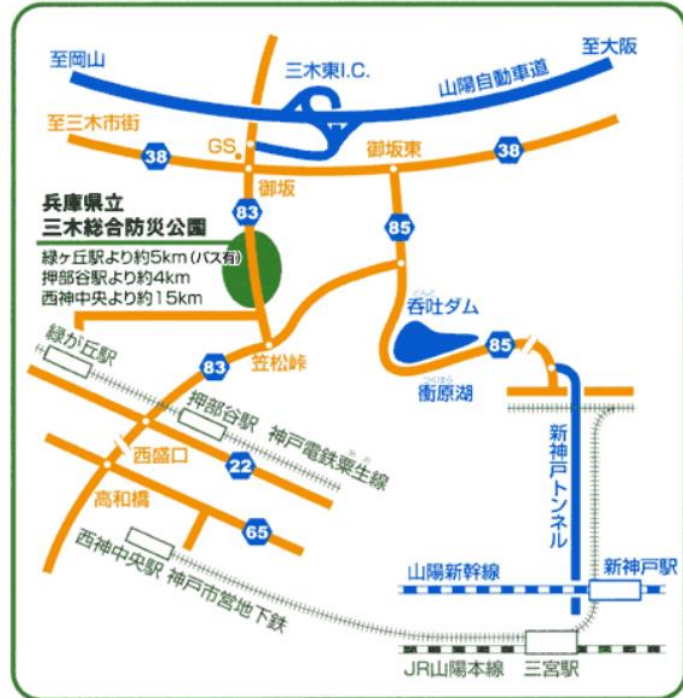 至岡山
至大阪
三木東I.C.
山陽自動車道
至三木市街
GS.
御坂東
38
38
御坂
兵庫県立
三木総合防災公園
83
85
緑ヶ丘駅より約5km(バス有)
押部谷駅より約4km
西神中央より約15km
どんど
呑吐ダム
緑が丘駅
83
笠松峠
85
つくはら
衝原湖
押部谷駅
神戸電鉄粟生線
西盛口
22
新神戸トンネル
高和橋
65
西神中央駅
神戸市営地下鉄
山陽新幹線
新神戸駅
JR山陽本線
三宮駅